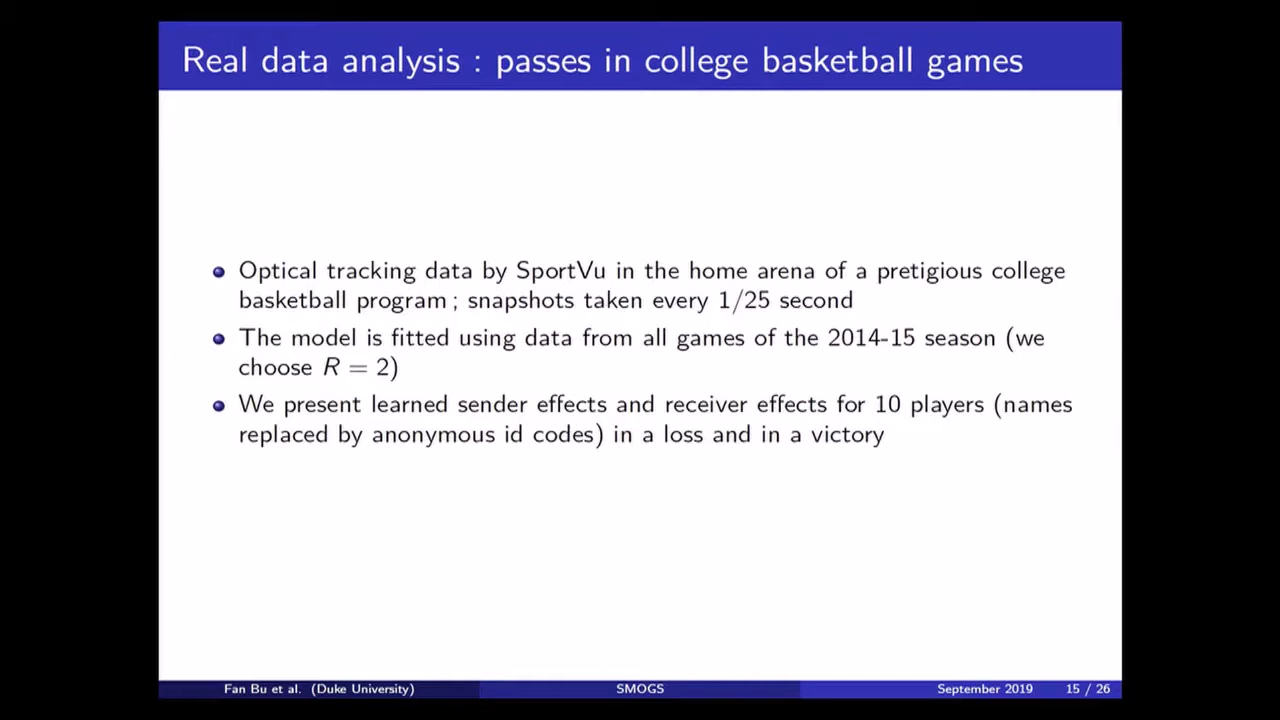 Real data analysis : passes in college basketball games
Optical tracking data by SportVu in the home arena of a pretigious college
basketball program ; snapshots taken every 1/25 second
The model is fitted using data from all games of the 2014-15 season (we
choose R = 2)
We present learned sender effects and receiver effects for 10 players (names
replaced by anonymous id codes) in a loss and in a victory
Fan Bu et al. (Duke University) SMOGS September 2019 15 / 26